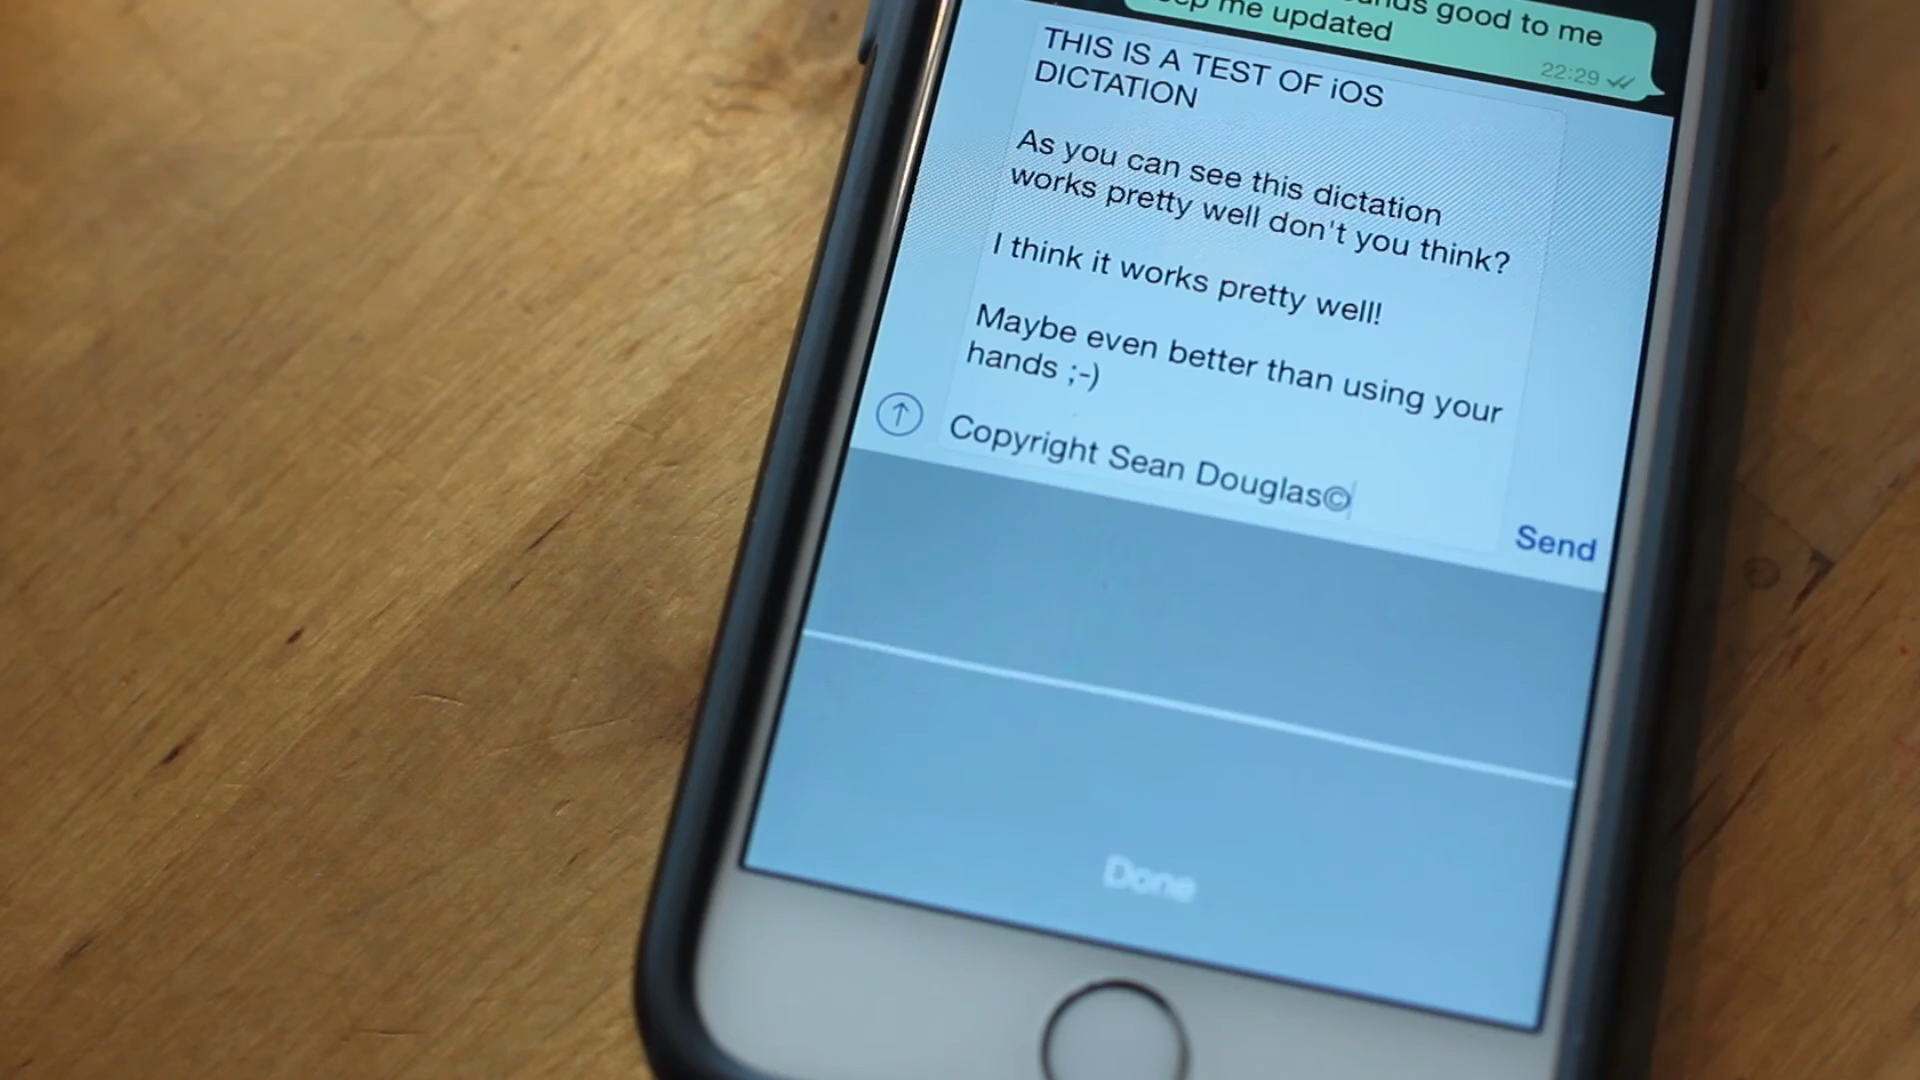 good to me
me updated
22:29
THIS IS A TEST OF iOS
DICTATION
As you can see this dictation
works pretty well don't you think?
I think it works pretty well!
Maybe even better than using your
hands ;-)
Copyright Sean Douglas©
Send
Done